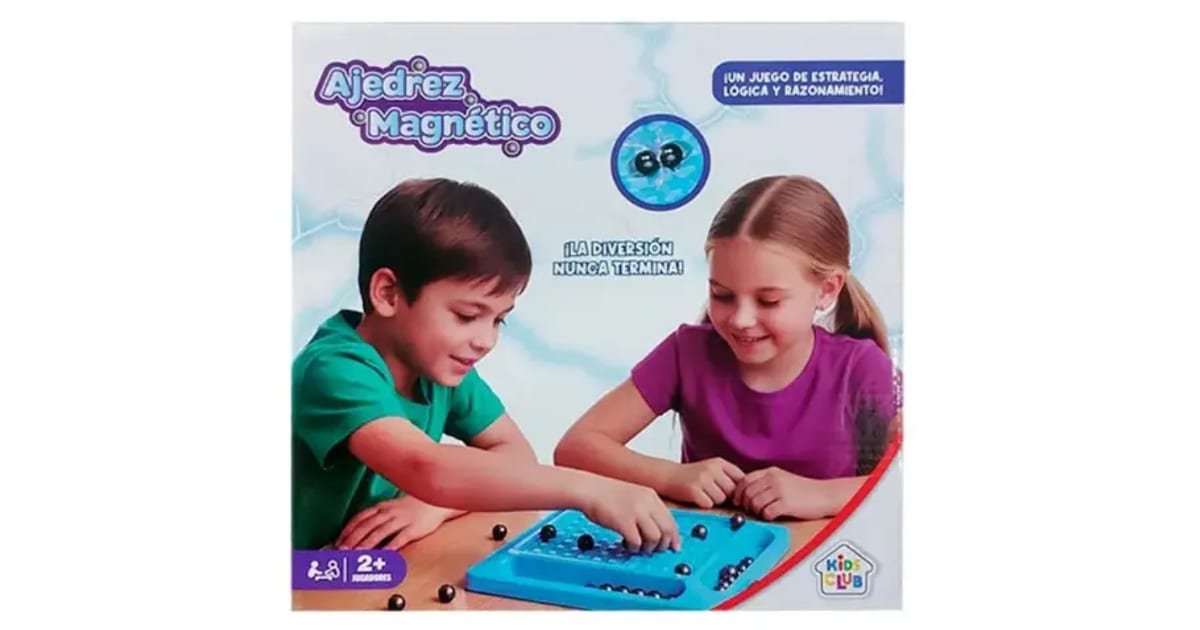 Ajedrez
Magnético
¡UN JUEGO DE ESTRATEGIA,
LÓGICA Y RAZONAMIENTO!
¡LA DIVERSIÓN
NUNCA TERMINA!
2+
JUGADORES
KiDS
CLUB